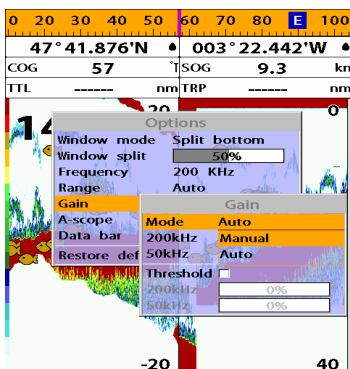 0 20 30 40 50 60 70 80 E 100
47°41.876'N 003°22.442'W
COG 57 °T SOG 9.3 kn
TTL ------ nm TRP ------ nm
20 0
14
Options
Window mode Split bottom
Window split 50%
Frequency 200 KHz
Range Auto
Gain
A-scope
Data bar
Restore def
Gain
Mode Auto
200kHz Manual
50kHz Auto
Threshold
200kHz 0%
50kHz 0%
-20 40